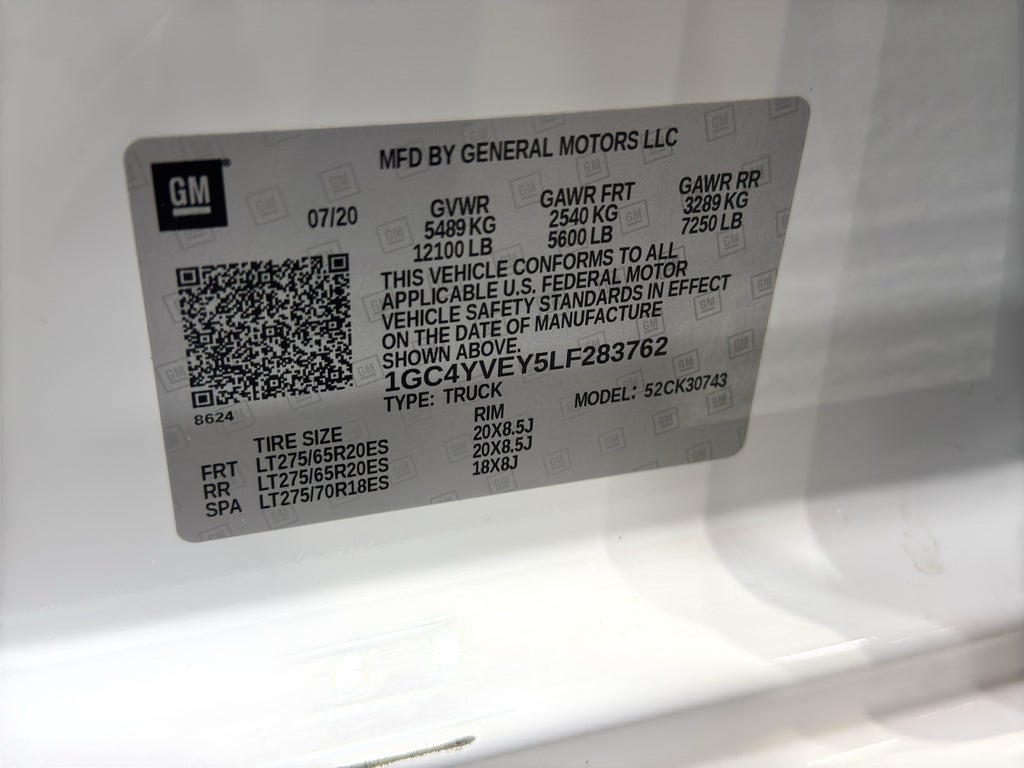 MFD BY GENERAL MOTORS LLC
GM
07/20
GVWR GAWR FRT GAWR RR
5489 KG 2540 KG 3289 KG
12100 LB 5600 LB 7250 LB
THIS VEHICLE CONFORMS TO ALL
APPLICABLE U.S. FEDERAL MOTOR
VEHICLE SAFETY STANDARDS IN EFFECT
ON THE DATE OF MANUFACTURE
SHOWN ABOVE.
1GC4YVEY5LF283762
TYPE: TRUCK MODEL: 52CK30743
8624
TIRE SIZE RIM
FRT LT275/65R20ES 20X8.5J
RR LT275/65R20ES 20X8.5J
SPA LT275/70R18ES 18X8J